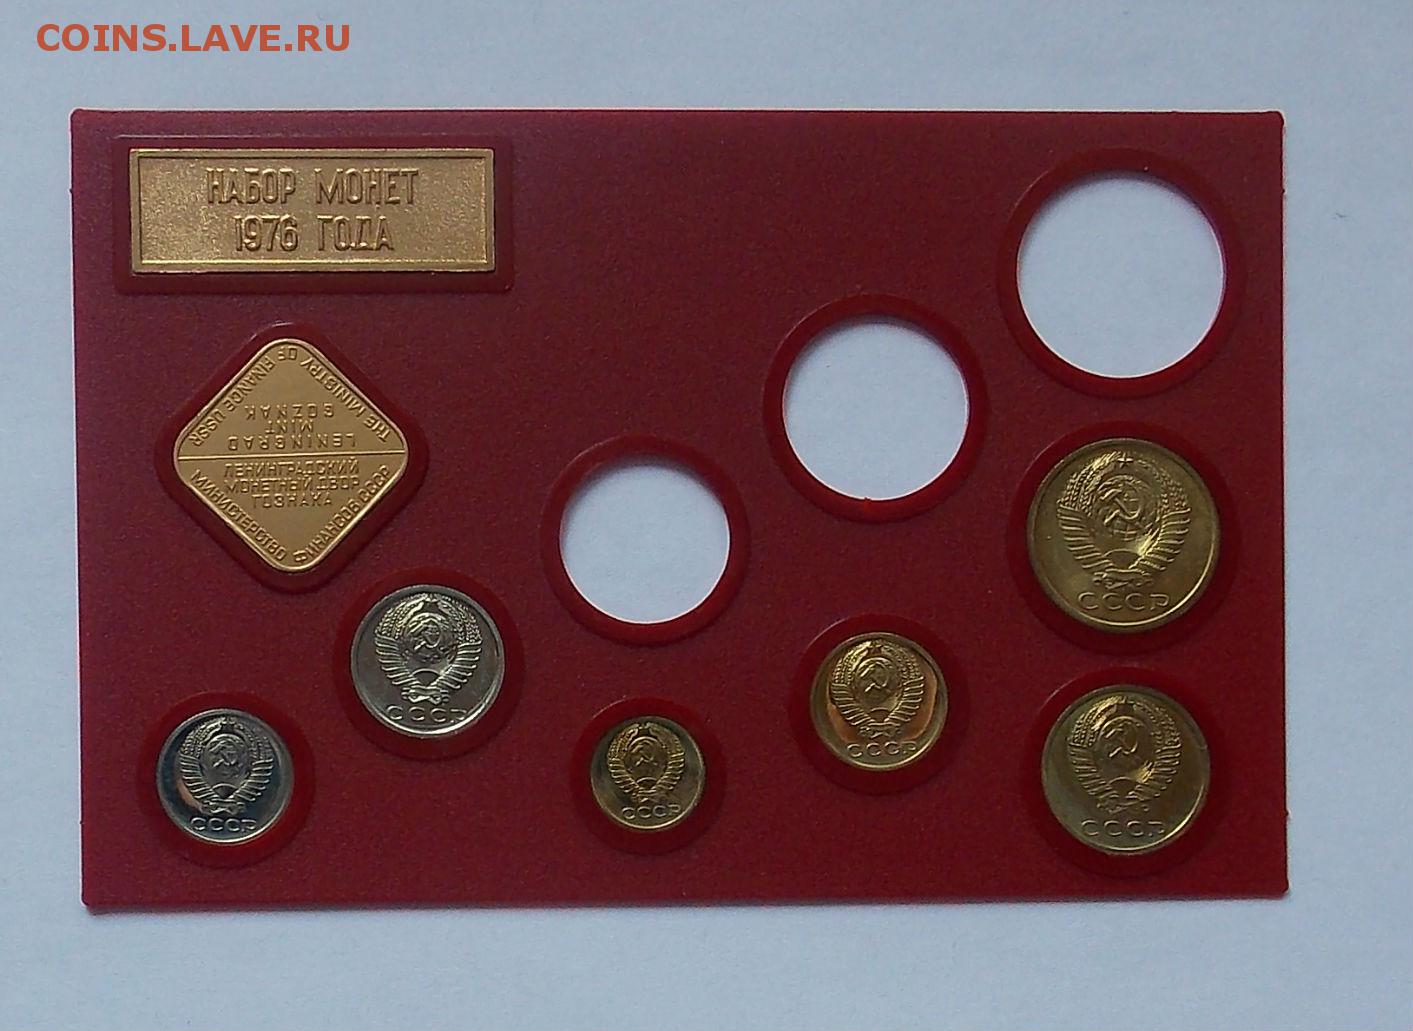 COINS.LAVE.RU
НАБОР МОНЕТ
1976 ГОДА
THE MINISTRY OF FINANCE USSR
LENINGRAD
MINT
GOZNAK
ЛЕНИНГРАДСКИЙ
МОНЕТНЫЙ ДВОР
ГОЗНАКА
МИНИСТЕРСТВО ФИНАНСОВ СССР
СССР
СССР
СССР
СССР
СССР
СССР